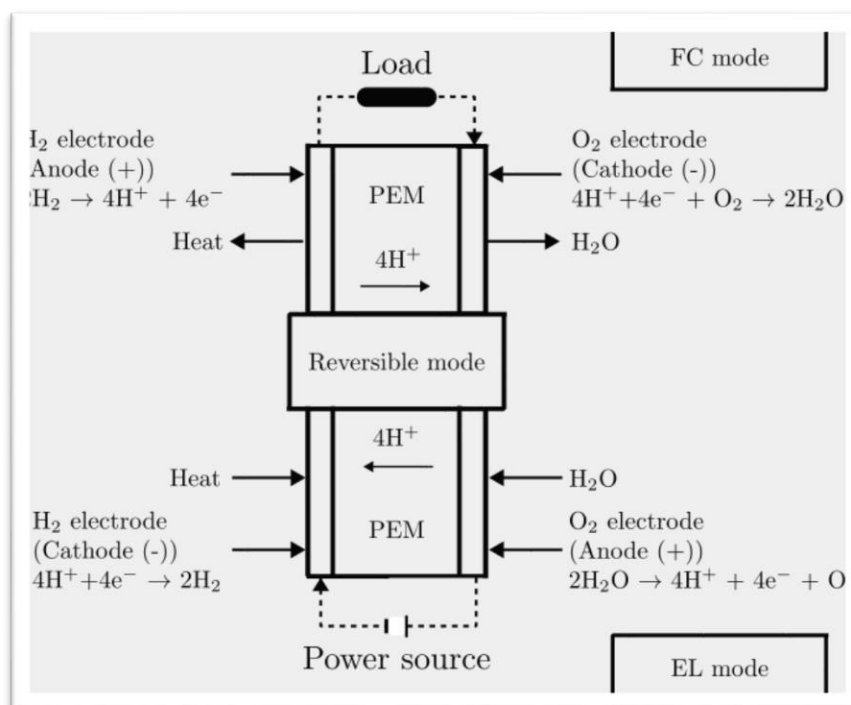 Load
FC mode
H₂ electrode
Anode (+))
H₂ → 4H⁺ + 4e⁻
Heat
PEM
4H⁺
O₂ electrode
(Cathode (-))
4H⁺+4e⁻ + O₂ → 2H₂O
H₂O
Reversible mode
Heat
H₂ electrode
(Cathode (-))
4H⁺+4e⁻ → 2H₂
4H⁺
PEM
H₂O
O₂ electrode
(Anode (+))
2H₂O → 4H⁺ + 4e⁻ + O
Power source
EL mode